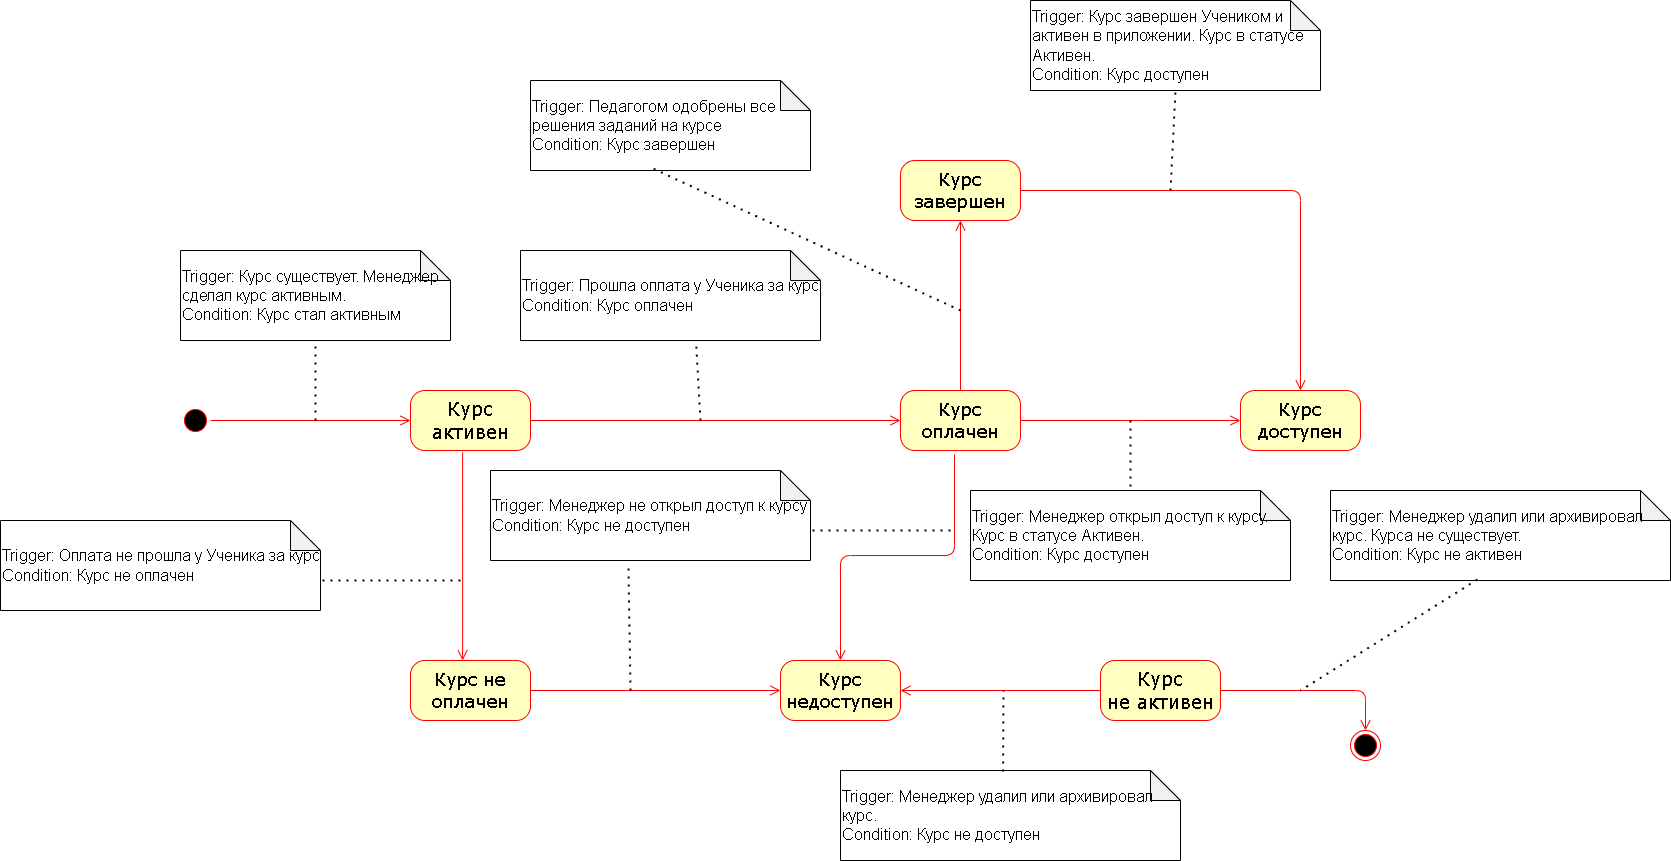 Trigger: Курс завершен Учеником и
активен в приложении. Курс в статусе
Активен.
Condition: Курс доступен
Trigger: Педагогом одобрены все
решения заданий на курсе
Condition: Курс завершен
Курс
завершен
Trigger: Курс существует. Менеджер
сделал курс активным.
Condition: Курс стал активным
Trigger: Прошла оплата у Ученика за курс
Condition: Курс оплачен
Курс
активен
Курс
оплачен
Курс
доступен
Trigger: Менеджер не открыл доступ к курсу
Condition: Курс не доступен
Trigger: Менеджер открыл доступ к курсу.
Курс в статусе Активен.
Condition: Курс доступен
Trigger: Менеджер удалил или архивировал
курс. Курса не существует.
Condition: Курс не активен
Trigger: Оплата не прошла у Ученика за курс
Condition: Курс не оплачен
Курс не
оплачен
Курс
недоступен
Курс
не активен
Trigger: Менеджер удалил или архивировал
курс.
Condition: Курс не доступен